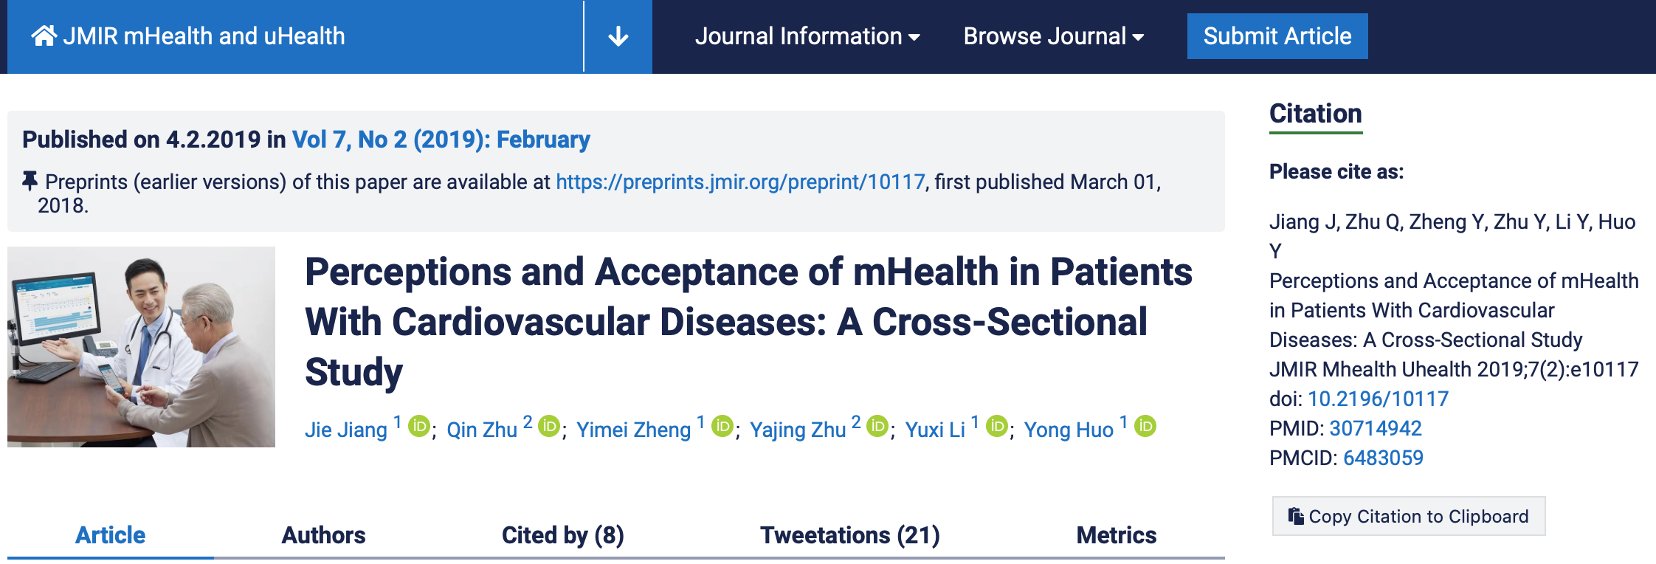 JMIR mHealth and uHealth
Journal Information
Browse Journal
Submit Article
Published on 4.2.2019 in Vol 7, No 2 (2019): February
Preprints (earlier versions) of this paper are available at https://preprints.jmir.org/preprint/10117, first published March 01,
2018.
Perceptions and Acceptance of mHealth in Patients
With Cardiovascular Diseases: A Cross-Sectional
Study
Jie Jiang 1 iD; Qin Zhu 2 iD; Yimei Zheng 1 iD; Yajing Zhu 2 iD; Yuxi Li 1 iD; Yong Huo 1 iD
Article
Authors
Cited by (8)
Tweetations (21)
Metrics
Citation
Please cite as:
Jiang J, Zhu Q, Zheng Y, Zhu Y, Li Y, Huo
Y
Perceptions and Acceptance of mHealth
in Patients With Cardiovascular
Diseases: A Cross-Sectional Study
JMIR Mhealth Uhealth 2019;7(2):e10117
doi: 10.2196/10117
PMID: 30714942
PMCID: 6483059
Copy Citation to Clipboard